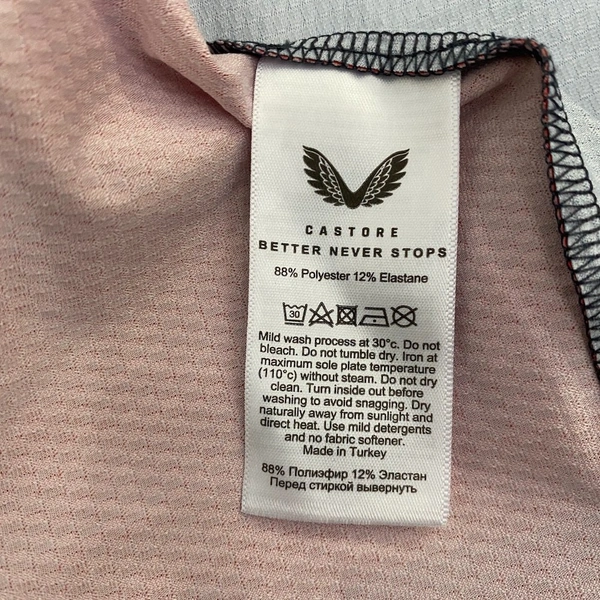 CASTORE
BETTER NEVER STOPS
88% Polyester 12% Elastane
30
Mild wash process at 30°c. Do not
bleach. Do not tumble dry. Iron at
maximum sole plate temperature
(110°c) without steam. Do not dry
clean. Turn inside out before
washing to avoid snagging. Dry
naturally away from sunlight and
direct heat. Use mild detergents
and no fabric softener.
Made in Turkey
88% Полиэфир 12% Эластан
Перед стиркой вывернуть